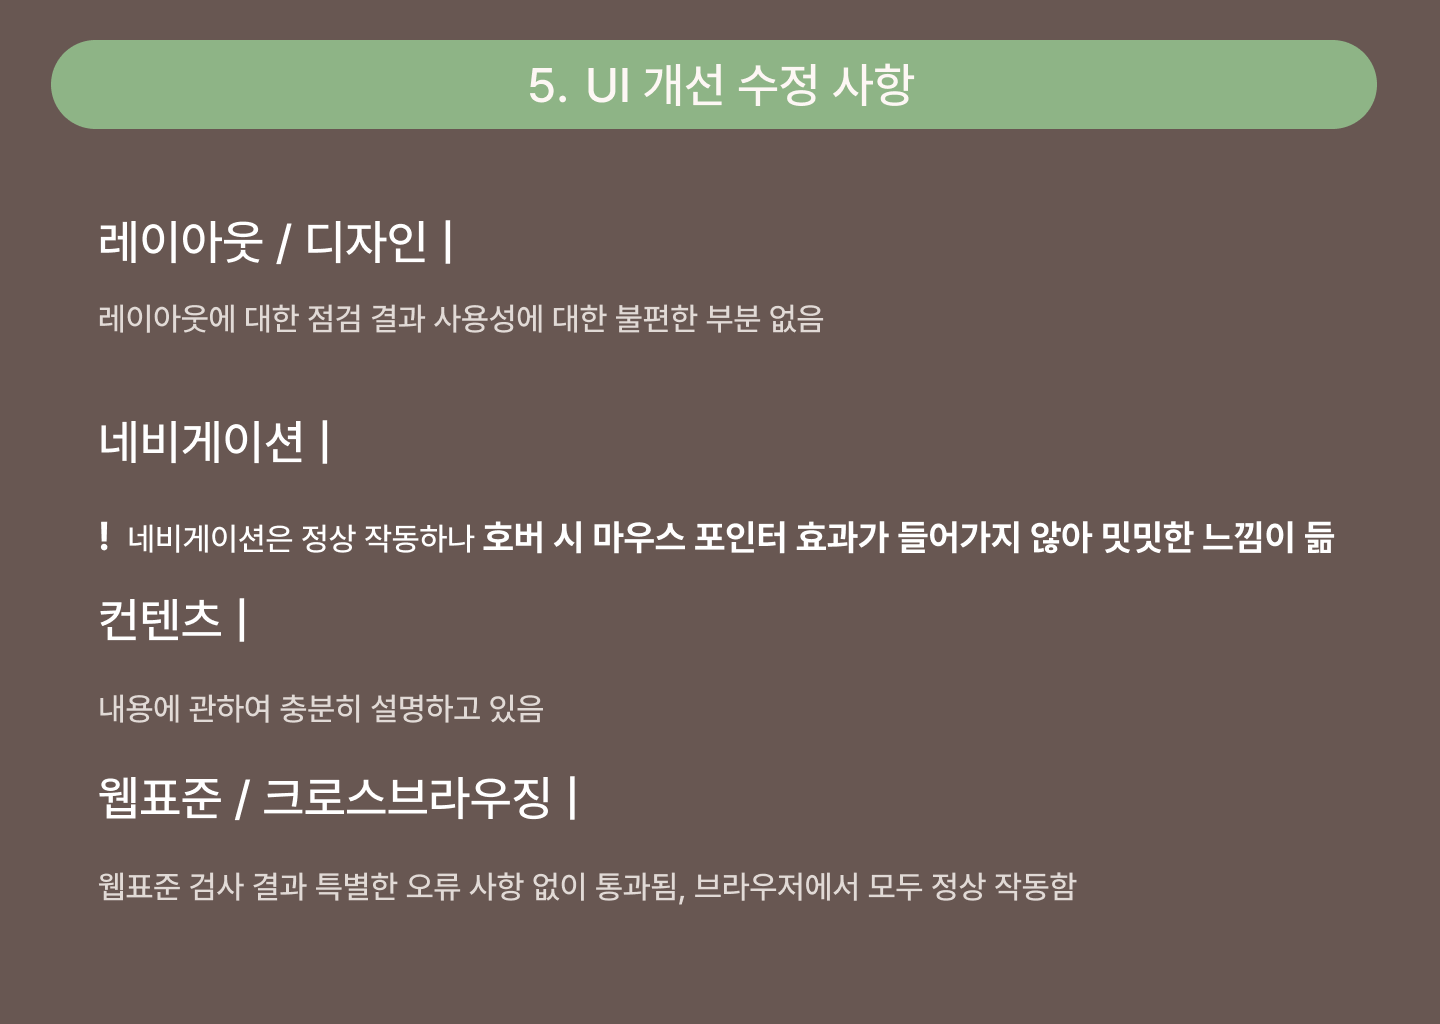 5. UI 개선 수정 사항
레이아웃 / 디자인 |
레이아웃에 대한 점검 결과 사용성에 대한 불편한 부분 없음
네비게이션 |
! 네비게이션은 정상 작동하나 호버 시 마우스 포인터 효과가 들어가지 않아 밋밋한 느낌이 듦
컨텐츠 |
내용에 관하여 충분히 설명하고 있음
웹표준 / 크로스브라우징 |
웹표준 검사 결과 특별한 오류 사항 없이 통과됨, 브라우저에서 모두 정상 작동함